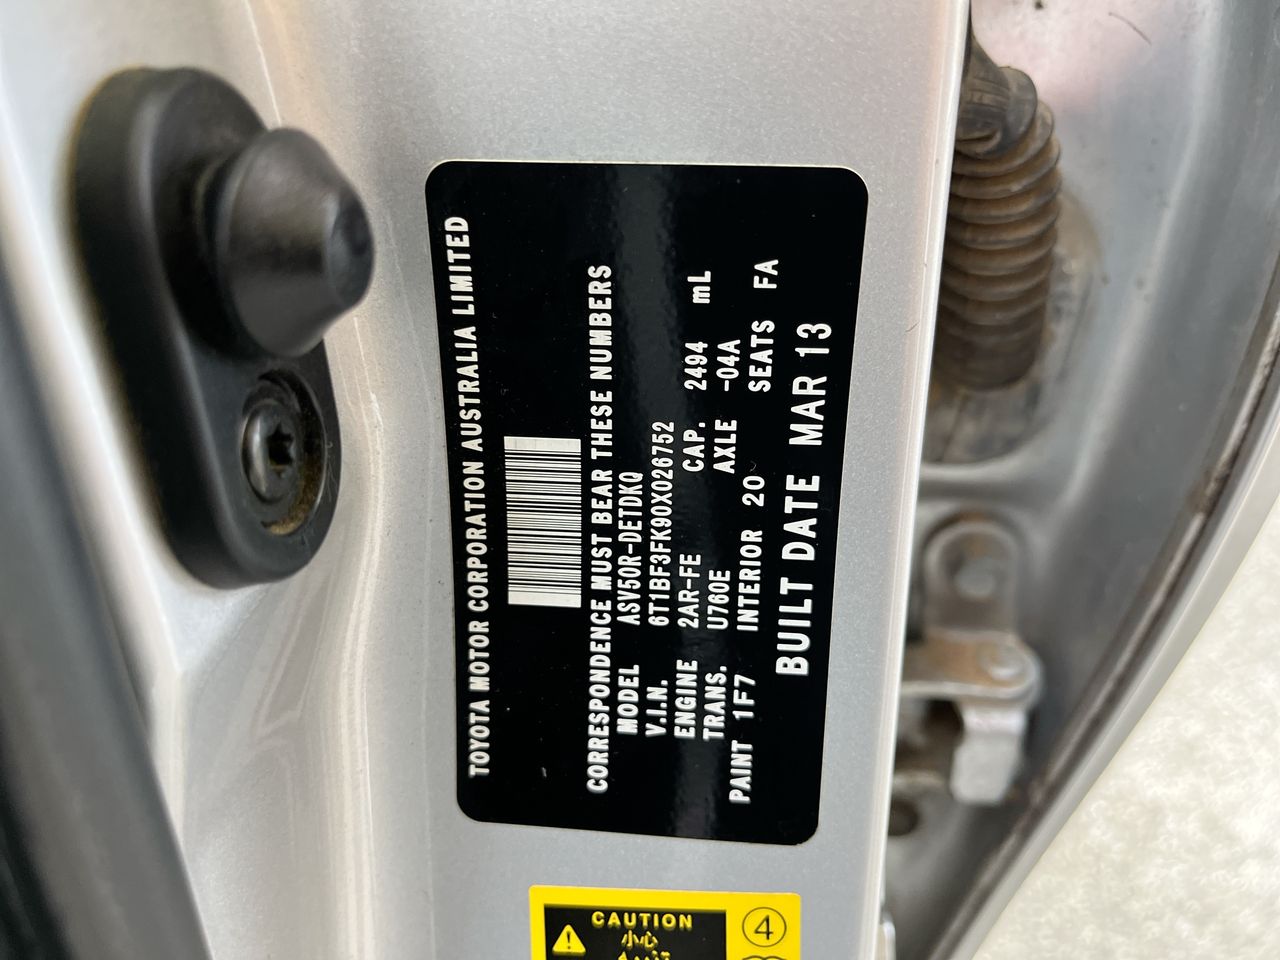 TOYOTA MOTOR CORPORATION AUSTRALIA LIMITED
CORRESPONDENCE MUST BEAR THESE NUMBERS
MODEL ASV50R-DETDKQ
V.I.N. 6T1BF3FK90X026752
ENGINE 2AR-FE CAP. 2494 mL
TRANS. U760E AXLE -04A
PAINT 1F7 INTERIOR 20 SEATS FA
BUILT DATE MAR 13
CAUTION
小心
4